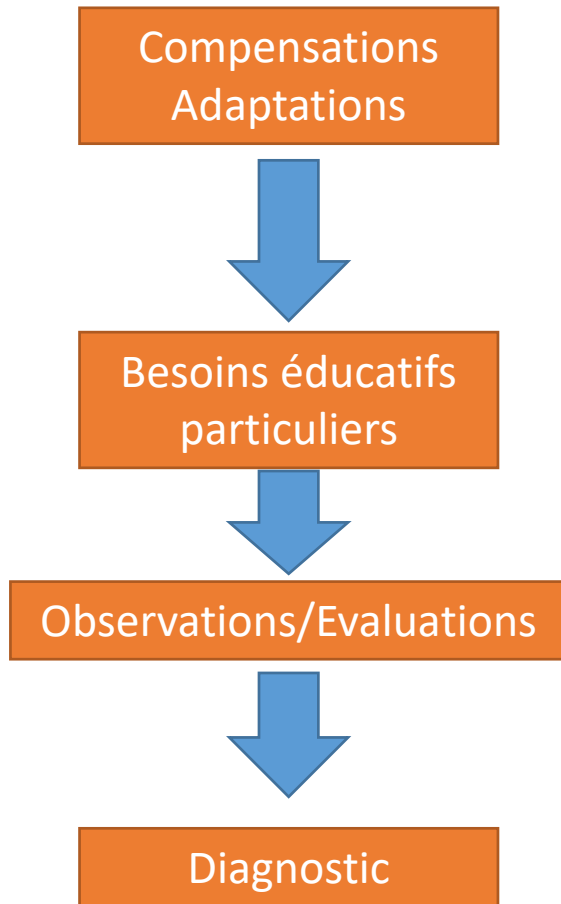 Compensations
Adaptations
Besoins éducatifs
particuliers
Observations/Evaluations
Diagnostic